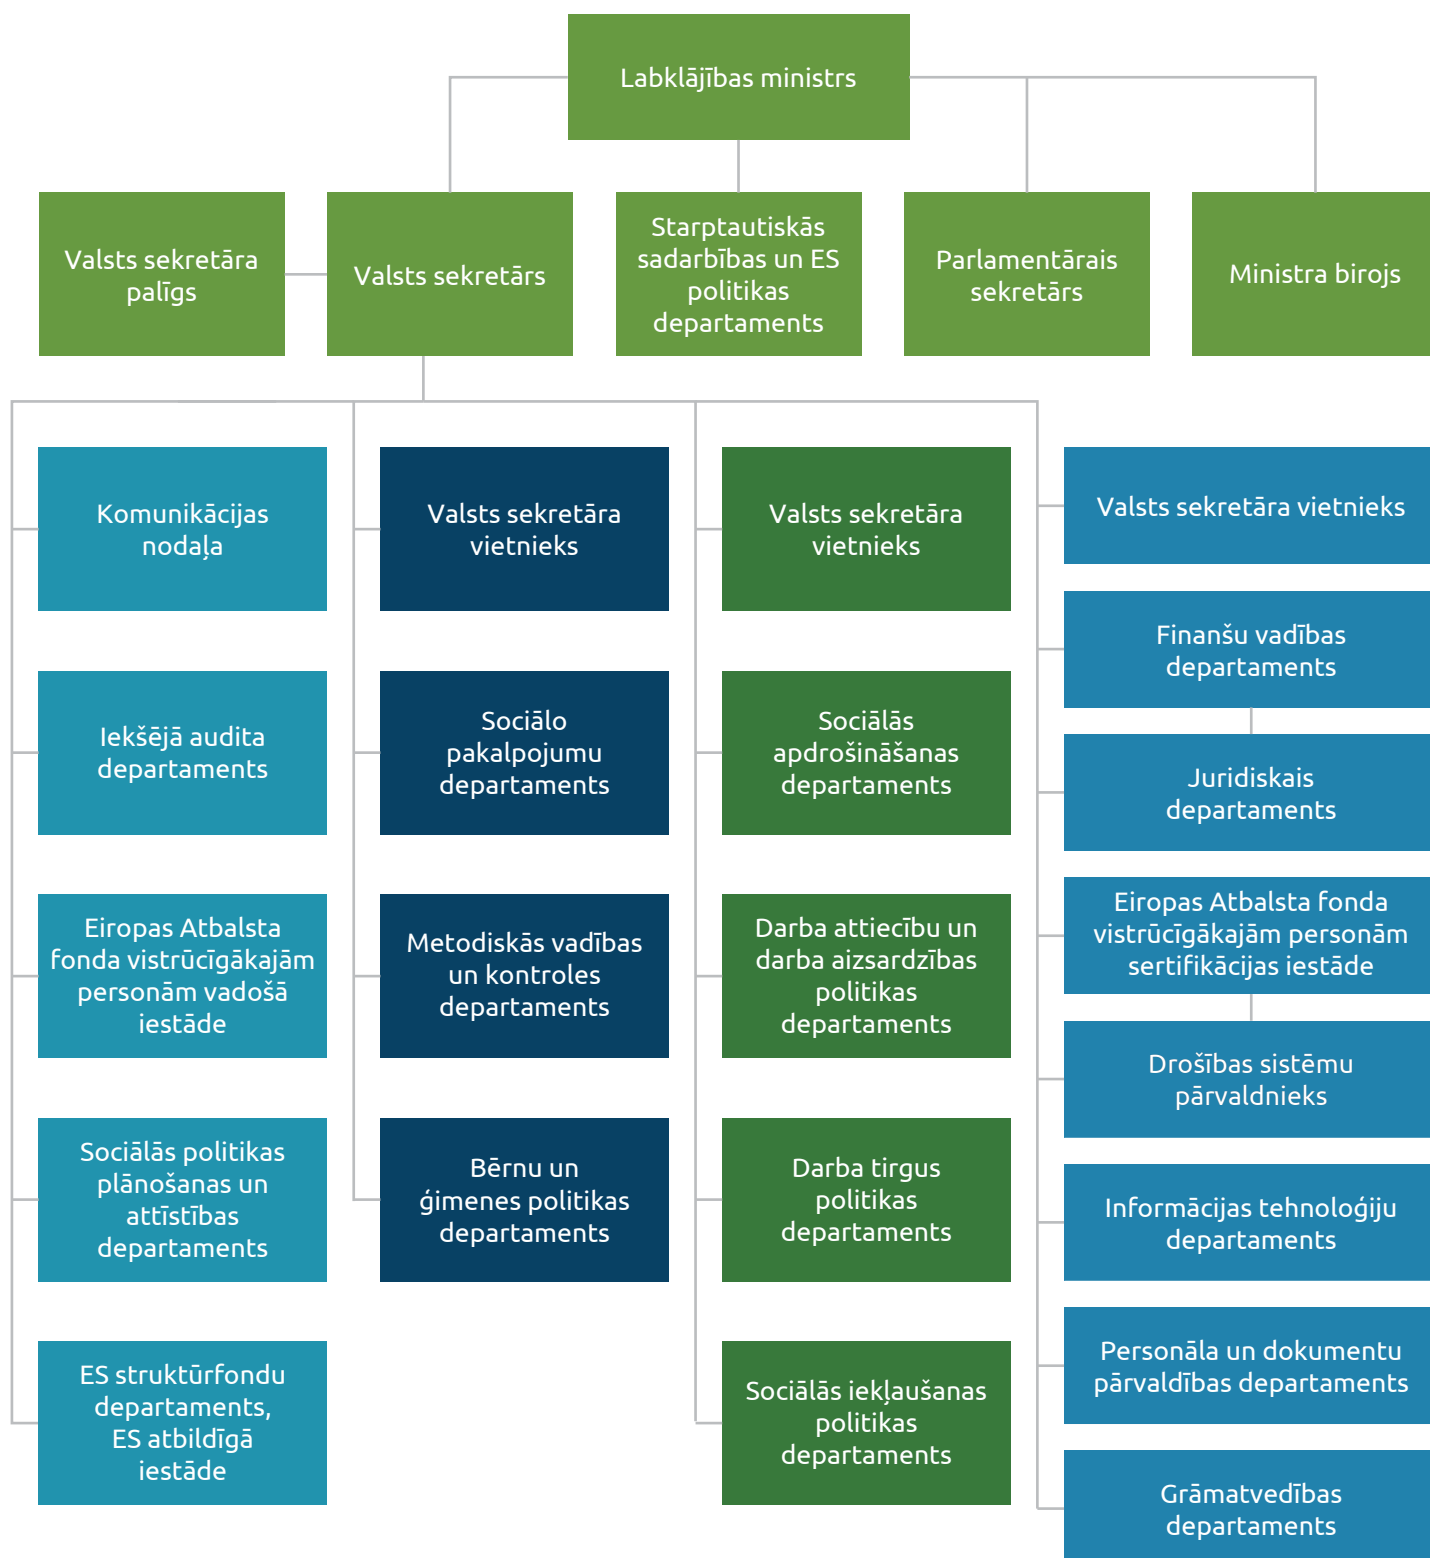 Labklājības ministrs
Valsts sekretāra
palīgs
Valsts sekretārs
Starptautiskās
sadarbības un ES
politikas
departaments
Parlamentārais
sekretārs
Ministra birojs
Komunikācijas
nodaļa
Iekšējā audita
departaments
Eiropas Atbalsta
fonda vistrūcīgākajām
personām vadošā
iestāde
Sociālās politikas
plānošanas un
attīstības
departaments
ES struktūrfondu
departaments,
ES atbildīgā
iestāde
Valsts sekretāra
vietnieks
Sociālo
pakalpojumu
departaments
Metodiskās vadības
un kontroles
departaments
Bērnu un
ģimenes politikas
departaments
Valsts sekretāra
vietnieks
Sociālās
apdrošināšanas
departaments
Darba attiecību un
darba aizsardzības
politikas
departaments
Darba tirgus
politikas
departaments
Sociālās iekļaušanas
politikas
departaments
Valsts sekretāra vietnieks
Finanšu vadības
departaments
Juridiskais
departaments
Eiropas Atbalsta fonda
vistrūcīgākajām personām
sertifikācijas iestāde
Drošības sistēmu
pārvaldnieks
Informācijas tehnoloģiju
departaments
Personāla un dokumentu
pārvaldības departaments
Grāmatvedības
departaments